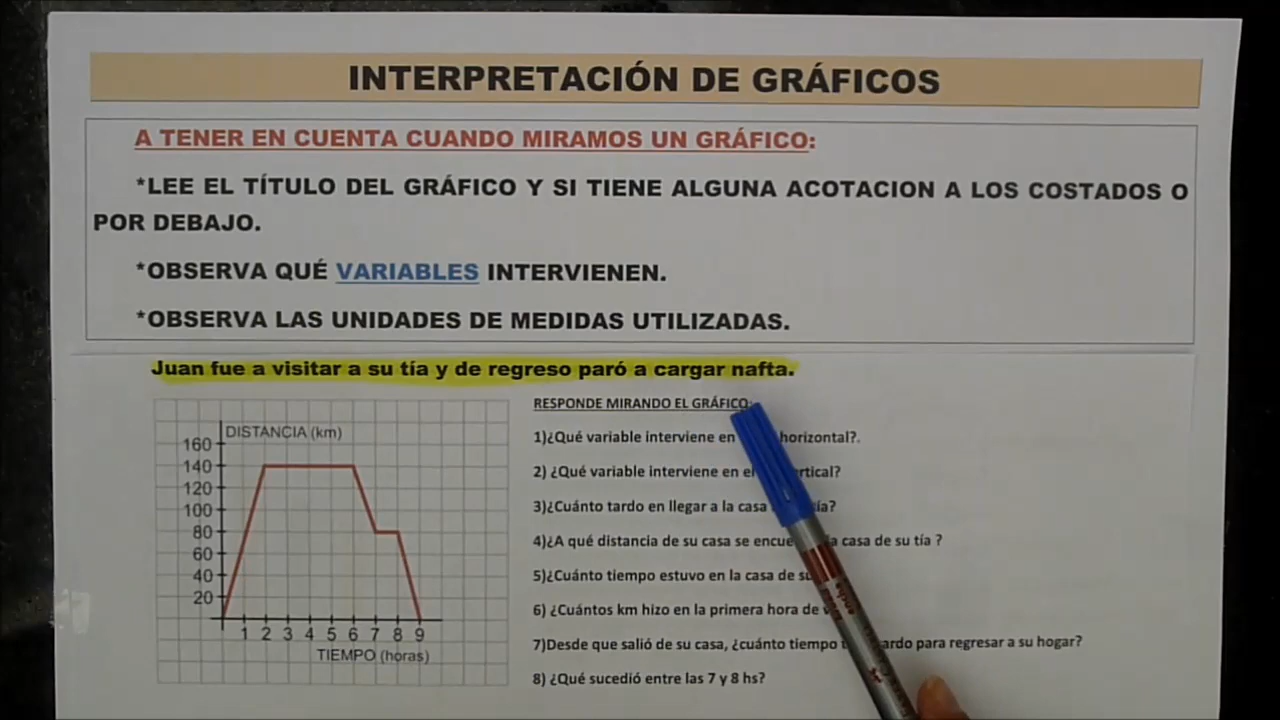 INTERPRETACIÓN DE GRÁFICOS
A TENER EN CUENTA CUANDO MIRAMOS UN GRÁFICO:
*LEE EL TÍTULO DEL GRÁFICO Y SI TIENE ALGUNA ACOTACION A LOS COSTADOS O
POR DEBAJO.
*OBSERVA QUÉ VARIABLES INTERVIENEN.
*OBSERVA LAS UNIDADES DE MEDIDAS UTILIZADAS.
Juan fue a visitar a su tía y de regreso paró a cargar nafta.
DISTANCIA (km)
160
140
120
100
80
60
40
20
1 2 3 4 5 6 7 8 9
TIEMPO (horas)
RESPONDE MIRANDO EL GRÁFICO:
1)¿Qué variable interviene en horizontal?.
2) ¿Qué variable interviene en
3)¿Cuánto tardo en llegar a la casa
4)¿A qué distancia de su casa se casa de su tía ?
5)¿Cuánto tiempo estuvo en la casa de
6) ¿Cuántos km hizo en la primera hora de
7)Desde que salió de su casa, ¿cuánto tiempo para regresar a su hogar?
8) ¿Qué sucedió entre las 7 y 8 hs?